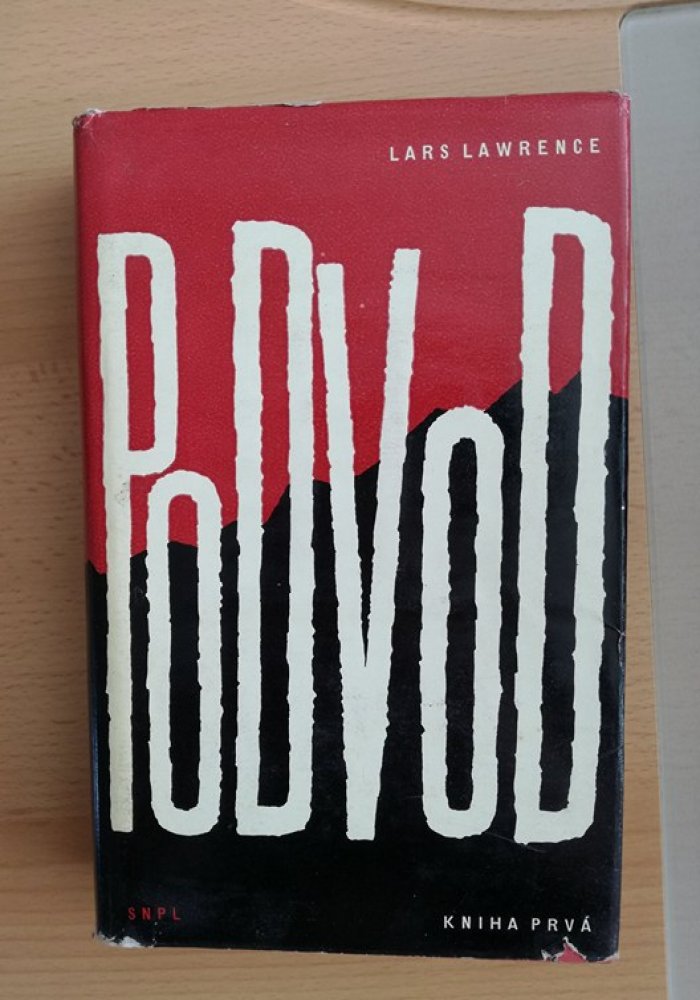 LARS LAWRENCE
PODVOD
SNPL
KNIHA PRVÁ